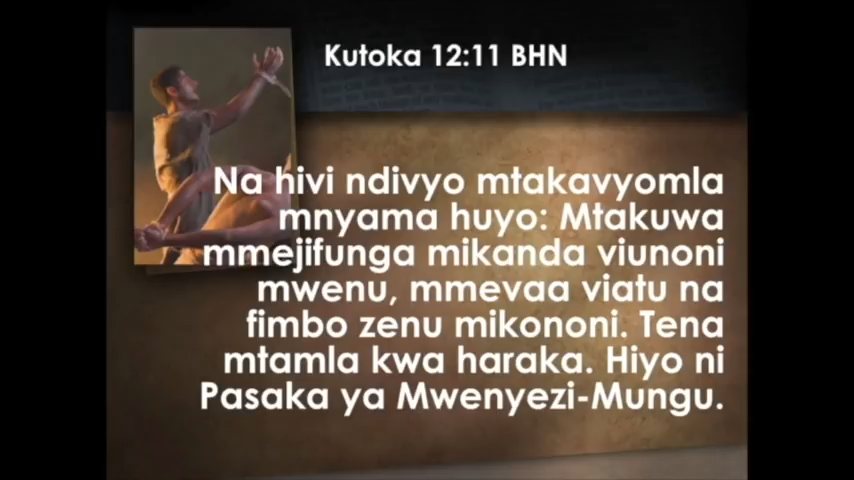 Kutoka 12:11 BHN
Na hivi ndivyo mtakavyomla
mnyama huyo: Mtakuwa
mmejifunga mikanda viunoni
mwenu, mmevaa viatu na
fimbo zenu mikononi. Tena
mtamla kwa haraka. Hiyo ni
Pasaka ya Mwenyezi-Mungu.